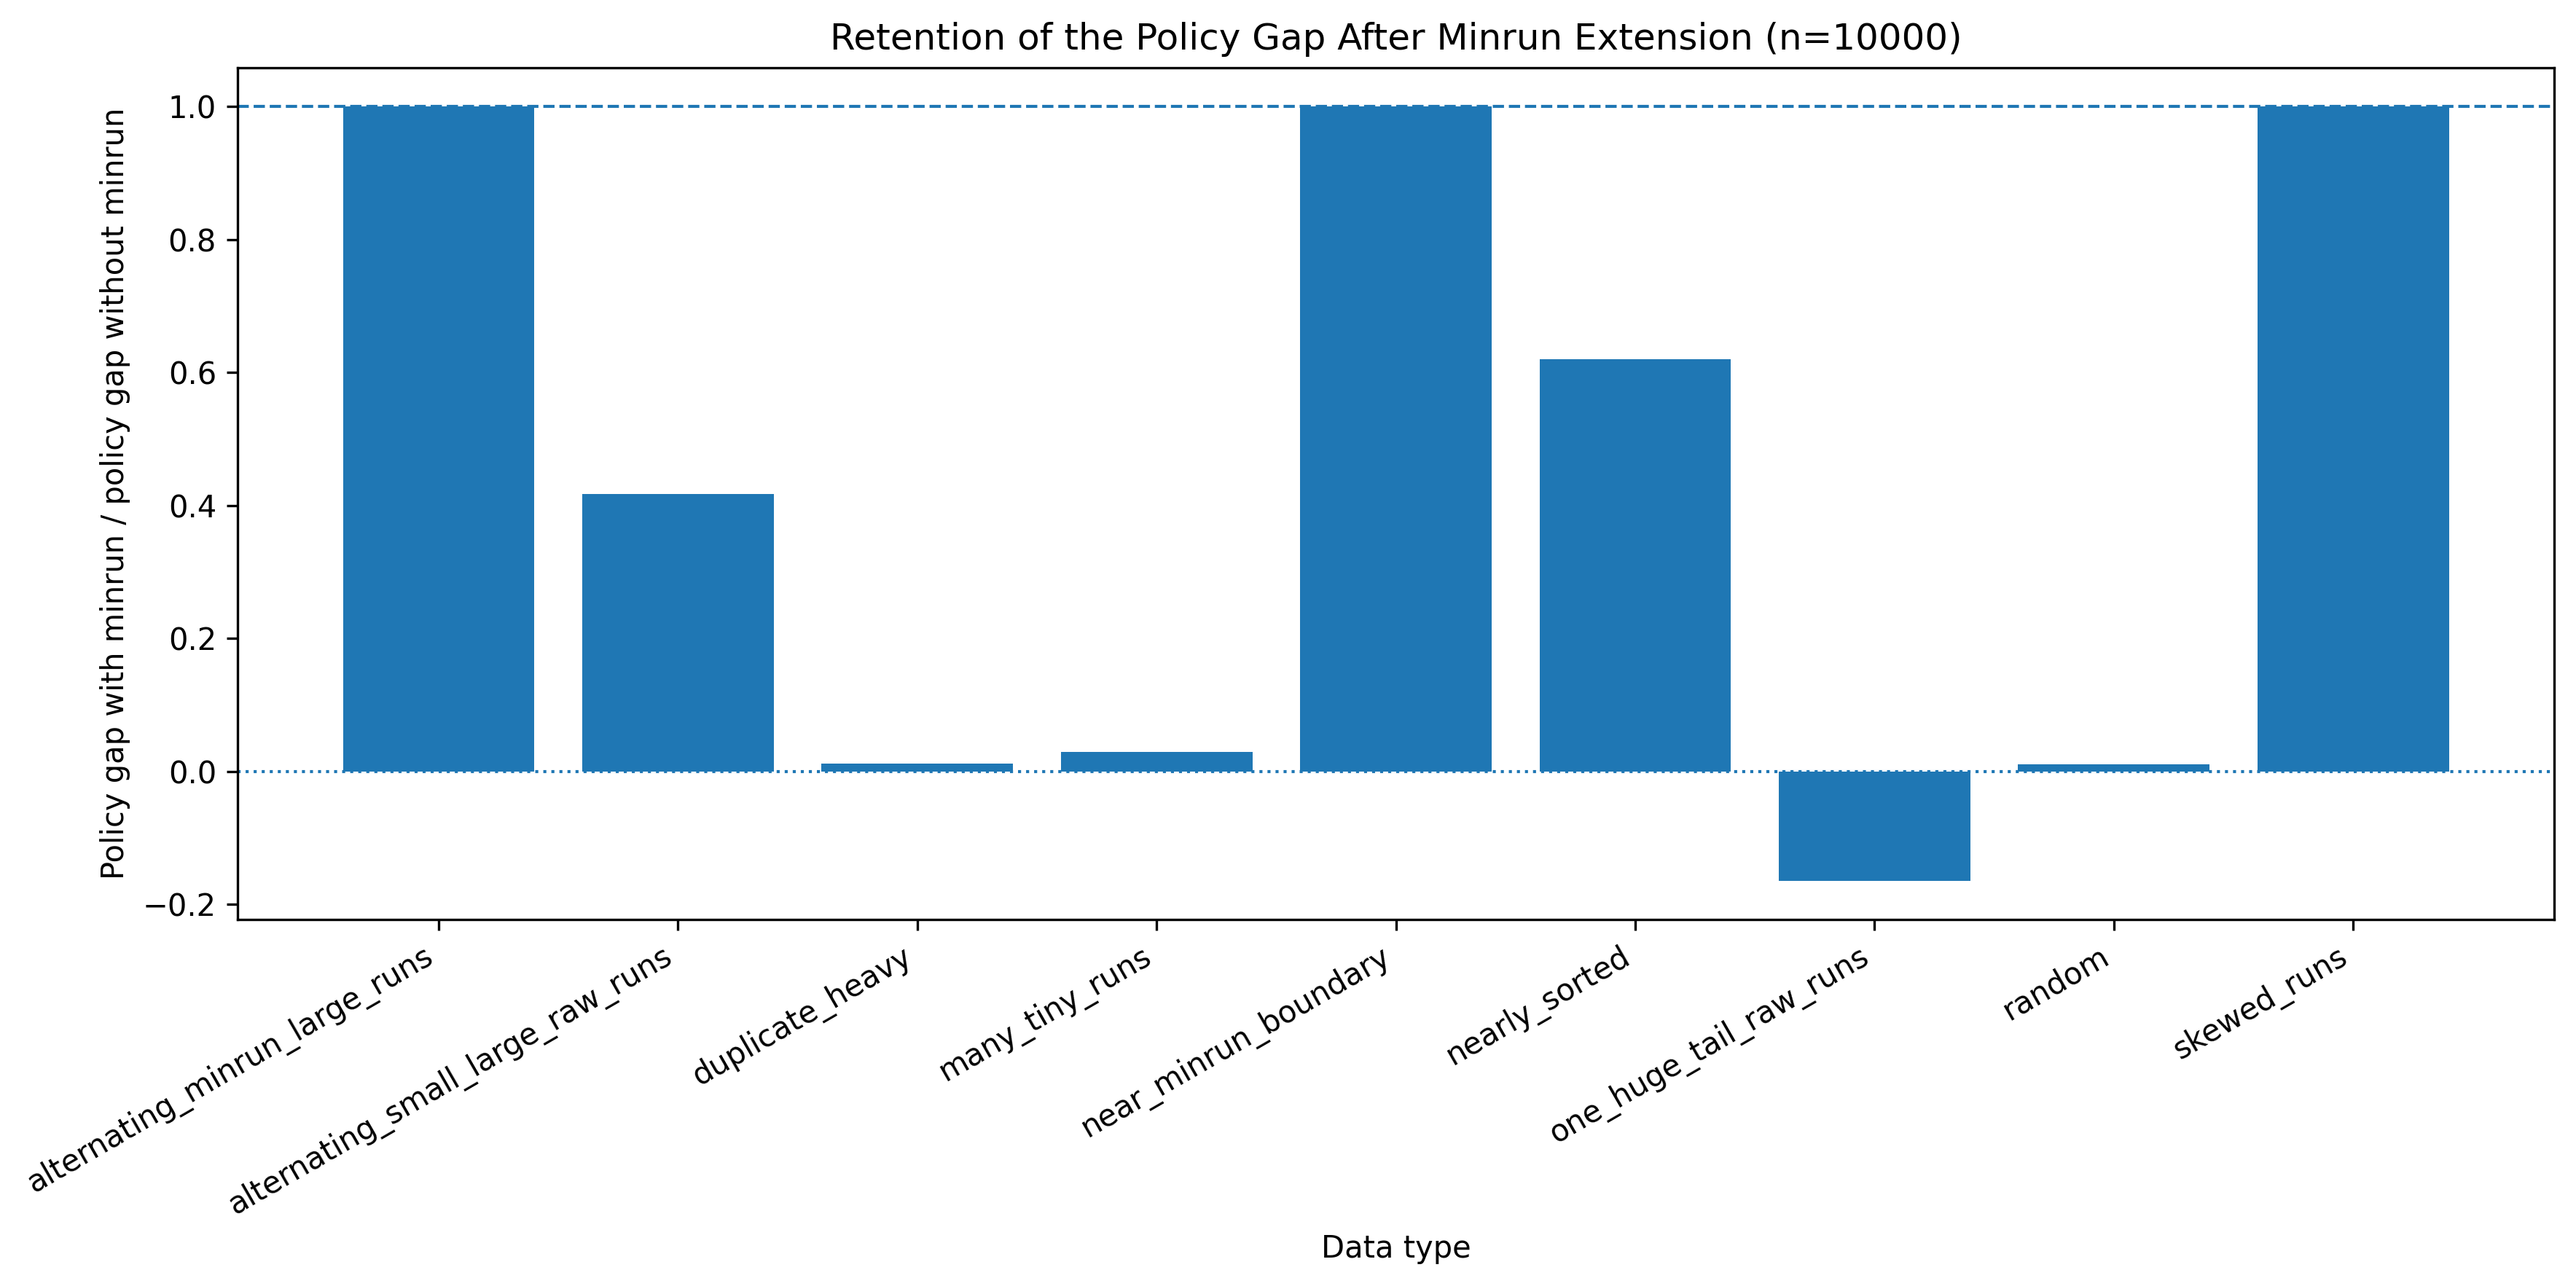 Retention of the Policy Gap After Minrun Extension (n=10000)
Policy gap with minrun / policy gap without minrun
1.0
0.8
0.6
0.4
0.2
0.0
−0.2
alternating_minrun_large_runs
alternating_small_large_raw_runs
duplicate_heavy
many_tiny_runs
near_minrun_boundary
nearly_sorted
one_huge_tail_raw_runs
random
skewed_runs
Data type